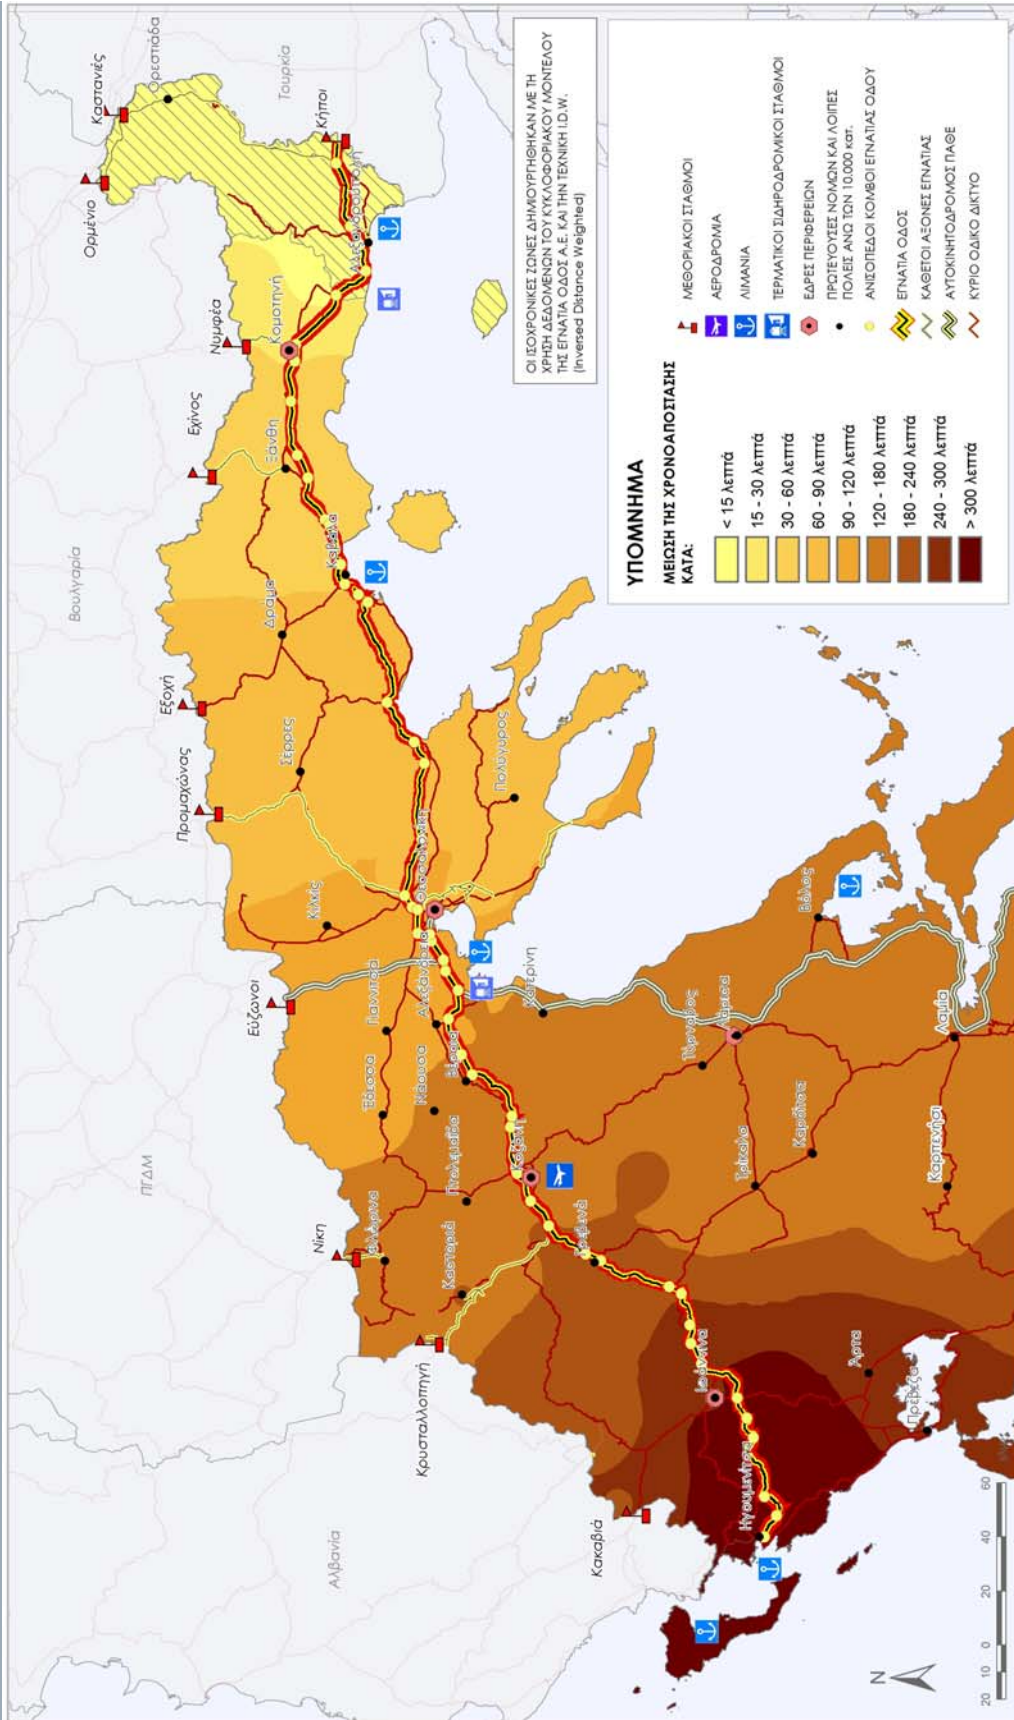 Καστανιές
Ορεστιάδα
Τουρκία
Ορμένιο
Κήποι
Αλεξανδρούπολη
Νυμφέα
Κομοτηνή
Εχίνος
Ξάνθη
Βουλγαρία
Καβάλα
Δράμα
Εξοχή
Σέρρες
Προμαχώνας
Πολύγυρος
Θεσσαλονίκη
Κιλκίς
Εύζωνοι
Γιαννιτσά
Αλεξάνδρεια
Κατερίνη
Βόλος
Έδεσσα
Νάουσα
Βέροια
Τύρναβος
Λάρισα
Λαμία
ΠΓΔΜ
Πτολεμαΐδα
Κοζάνη
Τρίκαλα
Καρδίτσα
Καρπενήσι
Νίκη
Φλώρινα
Καστοριά
Γρεβενά
Κρυσταλλοπηγή
Ιωάννινα
Άρτα
Πρέβεζα
Ηγουμενίτσα
Κακαβιά
Αλβανία
ΟΙ ΙΣΟΧΡΟΝΙΚΕΣ ΖΩΝΕΣ ΔΗΜΙΟΥΡΓΗΘΗΚΑΝ ΜΕ ΤΗ
ΧΡΗΣΗ ΔΕΔΟΜΕΝΩΝ ΤΟΥ ΚΥΚΛΟΦΟΡΙΑΚΟΥ ΜΟΝΤΕΛΟΥ
ΤΗΣ ΕΓΝΑΤΙΑ ΟΔΟΣ Α.Ε. ΚΑΙ ΤΗΝ ΤΕΧΝΙΚΗ I.D.W.
(Inversed Distance Weighted)
ΥΠΟΜΝΗΜΑ
ΜΕΙΩΣΗ ΤΗΣ ΧΡΟΝΟΑΠΟΣΤΑΣΗΣ
ΚΑΤΑ:
< 15 λεπτά
15 - 30 λεπτά
30 - 60 λεπτά
60 - 90 λεπτά
90 - 120 λεπτά
120 - 180 λεπτά
180 - 240 λεπτά
240 - 300 λεπτά
> 300 λεπτά
ΜΕΘΟΡΙΑΚΟΙ ΣΤΑΘΜΟΙ
ΑΕΡΟΔΡΟΜΙΑ
ΛΙΜΑΝΙΑ
ΤΕΡΜΑΤΙΚΟΙ ΣΙΔΗΡΟΔΡΟΜΙΚΟΙ ΣΤΑΘΜΟΙ
ΕΔΡΕΣ ΠΕΡΙΦΕΡΕΙΩΝ
ΠΡΩΤΕΥΟΥΣΕΣ ΝΟΜΩΝ ΚΑΙ ΛΟΙΠΕΣ
ΠΟΛΕΙΣ ΑΝΩ ΤΩΝ 10.000 κατ.
ΑΝΙΣΟΠΕΔΟΙ ΚΟΜΒΟΙ ΕΓΝΑΤΙΑΣ ΟΔΟΥ
ΕΓΝΑΤΙΑ ΟΔΟΣ
ΚΑΘΕΤΟΙ ΑΞΟΝΕΣ ΕΓΝΑΤΙΑΣ
ΑΥΤΟΚΙΝΗΤΟΔΡΟΜΟΣ ΠΑΘΕ
ΚΥΡΙΟ ΟΔΙΚΟ ΔΙΚΤΥΟ
N
20 10 0 20 40 60